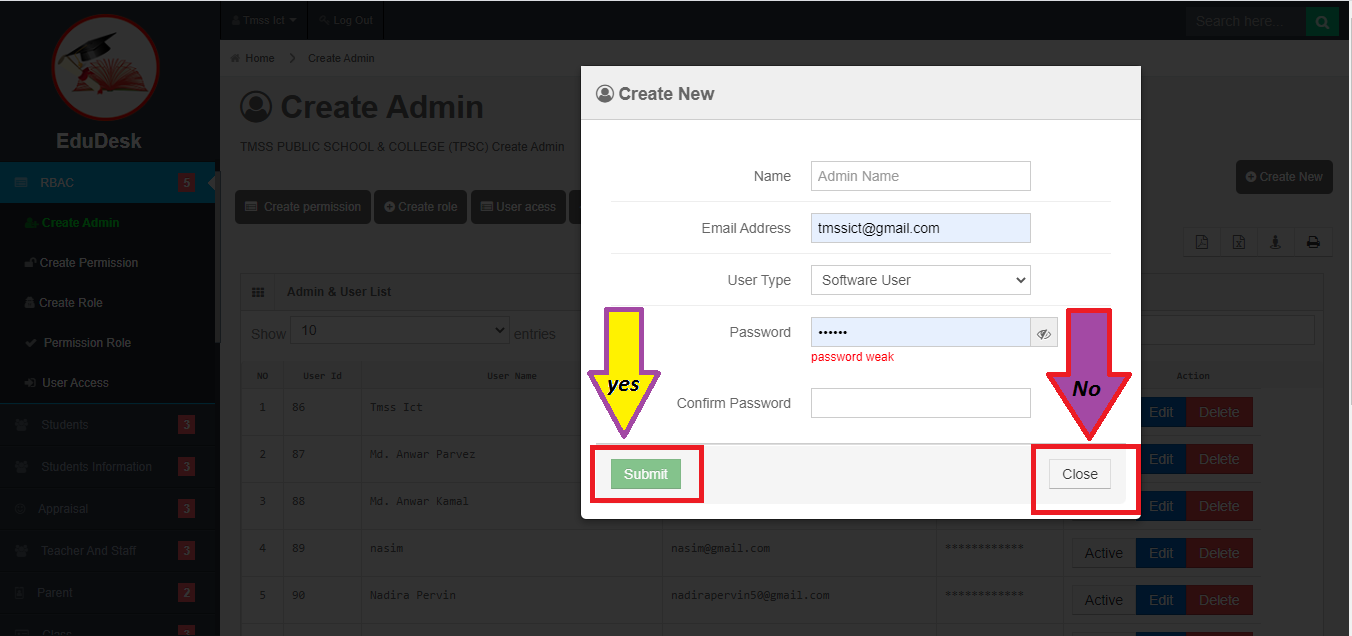 Tmss Ict
Log Out
Search here...
EduDesk
Home
Create Admin
Create Admin
TMSS PUBLIC SCHOOL & COLLEGE (TPSC) Create Admin
Create permission
Create role
User acess
Create New
RBAC 5
Create Admin
Create Permission
Create Role
Permission Role
User Access
Students 3
Students Information 3
Appraisal 3
Teacher And Staff 3
Parent 2
Class
Admin & User List
Show 10 entries
NO User Id User Name Action
1 86 Tmss Ict Edit Delete
2 87 Md. Anwar Parvez Edit Delete
3 88 Md. Anwar Kamal Edit Delete
4 89 nasim nasim@gmail.com ************ Active Edit Delete
5 90 Nadira Pervin nadirapervin50@gmail.com ************ Active Edit Delete
Create New
Name Admin Name
Email Address tmssict@gmail.com
User Type Software User
Password ••••••
password weak
Confirm Password
yes
No
Submit
Close